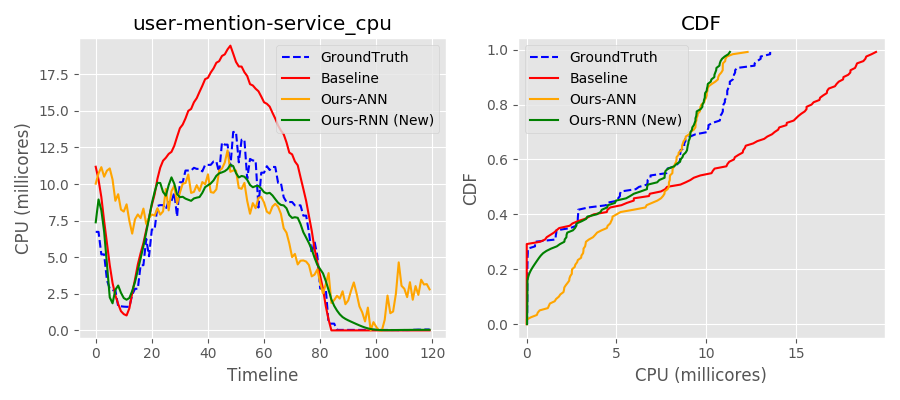 user-mention-service_cpu
GroundTruth
Baseline
Ours-ANN
Ours-RNN (New)
17.5
15.0
12.5
10.0
7.5
5.0
2.5
0.0
CPU (millicores)
0 20 40 60 80 100 120
Timeline
CDF
GroundTruth
Baseline
Ours-ANN
Ours-RNN (New)
1.0
0.8
0.6
0.4
0.2
0.0
CDF
0 5 10 15
CPU (millicores)